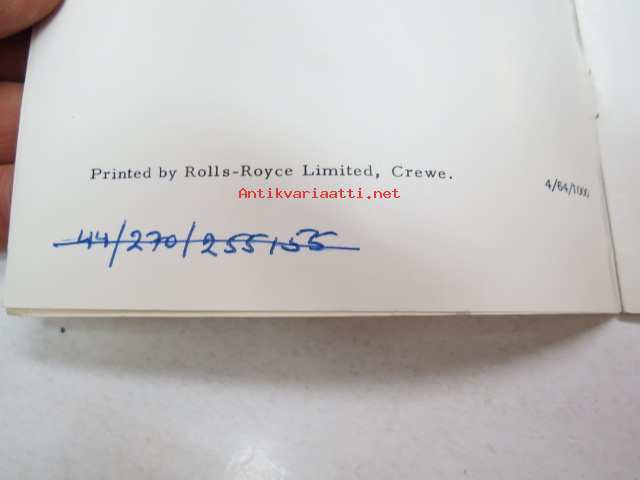 Printed by Rolls-Royce Limited, Crewe.
Antikvariaatti.net
4/64/1000
44/270/255155